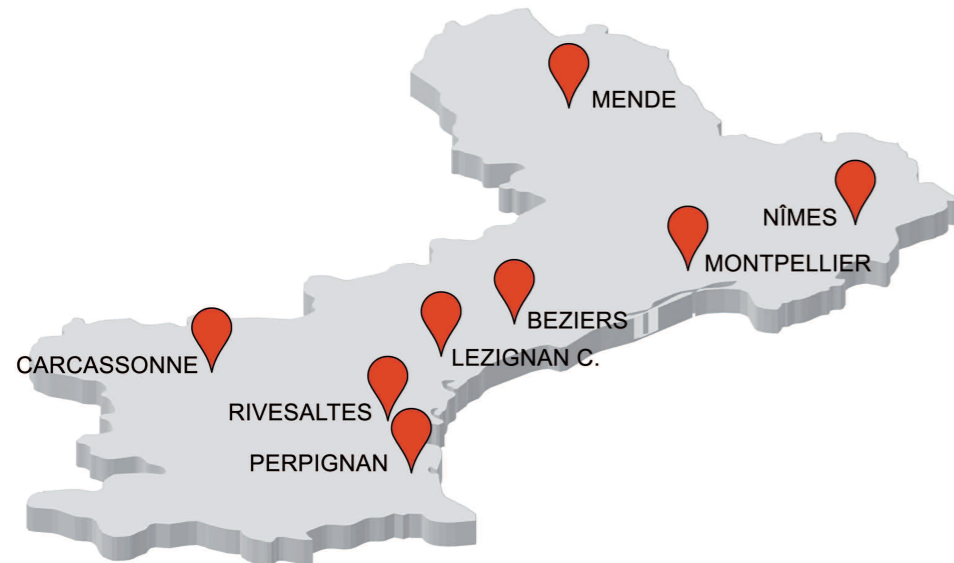 MENDE
NÎMES
MONTPELLIER
BEZIERS
LEZIGNAN C.
CARCASSONNE
RIVESALTES
PERPIGNAN